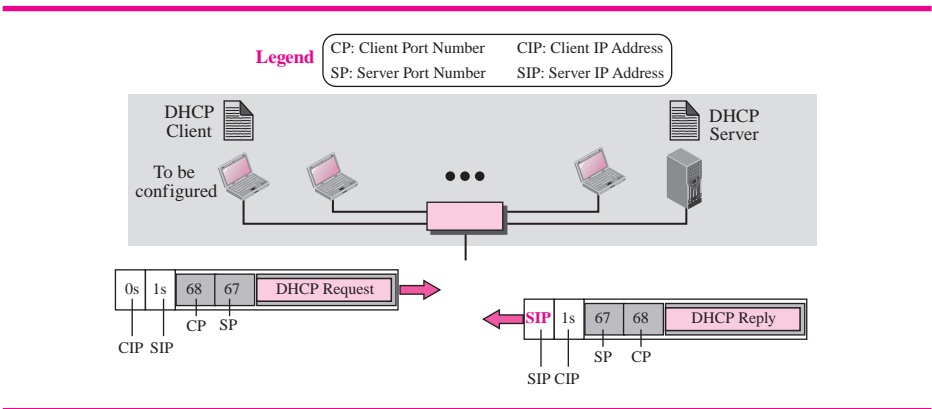 Legend
CP: Client Port Number CIP: Client IP Address
SP: Server Port Number SIP: Server IP Address
DHCP
Client
DHCP
Server
To be
configured
0s 1s 68 67 DHCP Request
CP SP
CIP SIP
SIP 1s 67 68 DHCP Reply
SP CP
SIP CIP